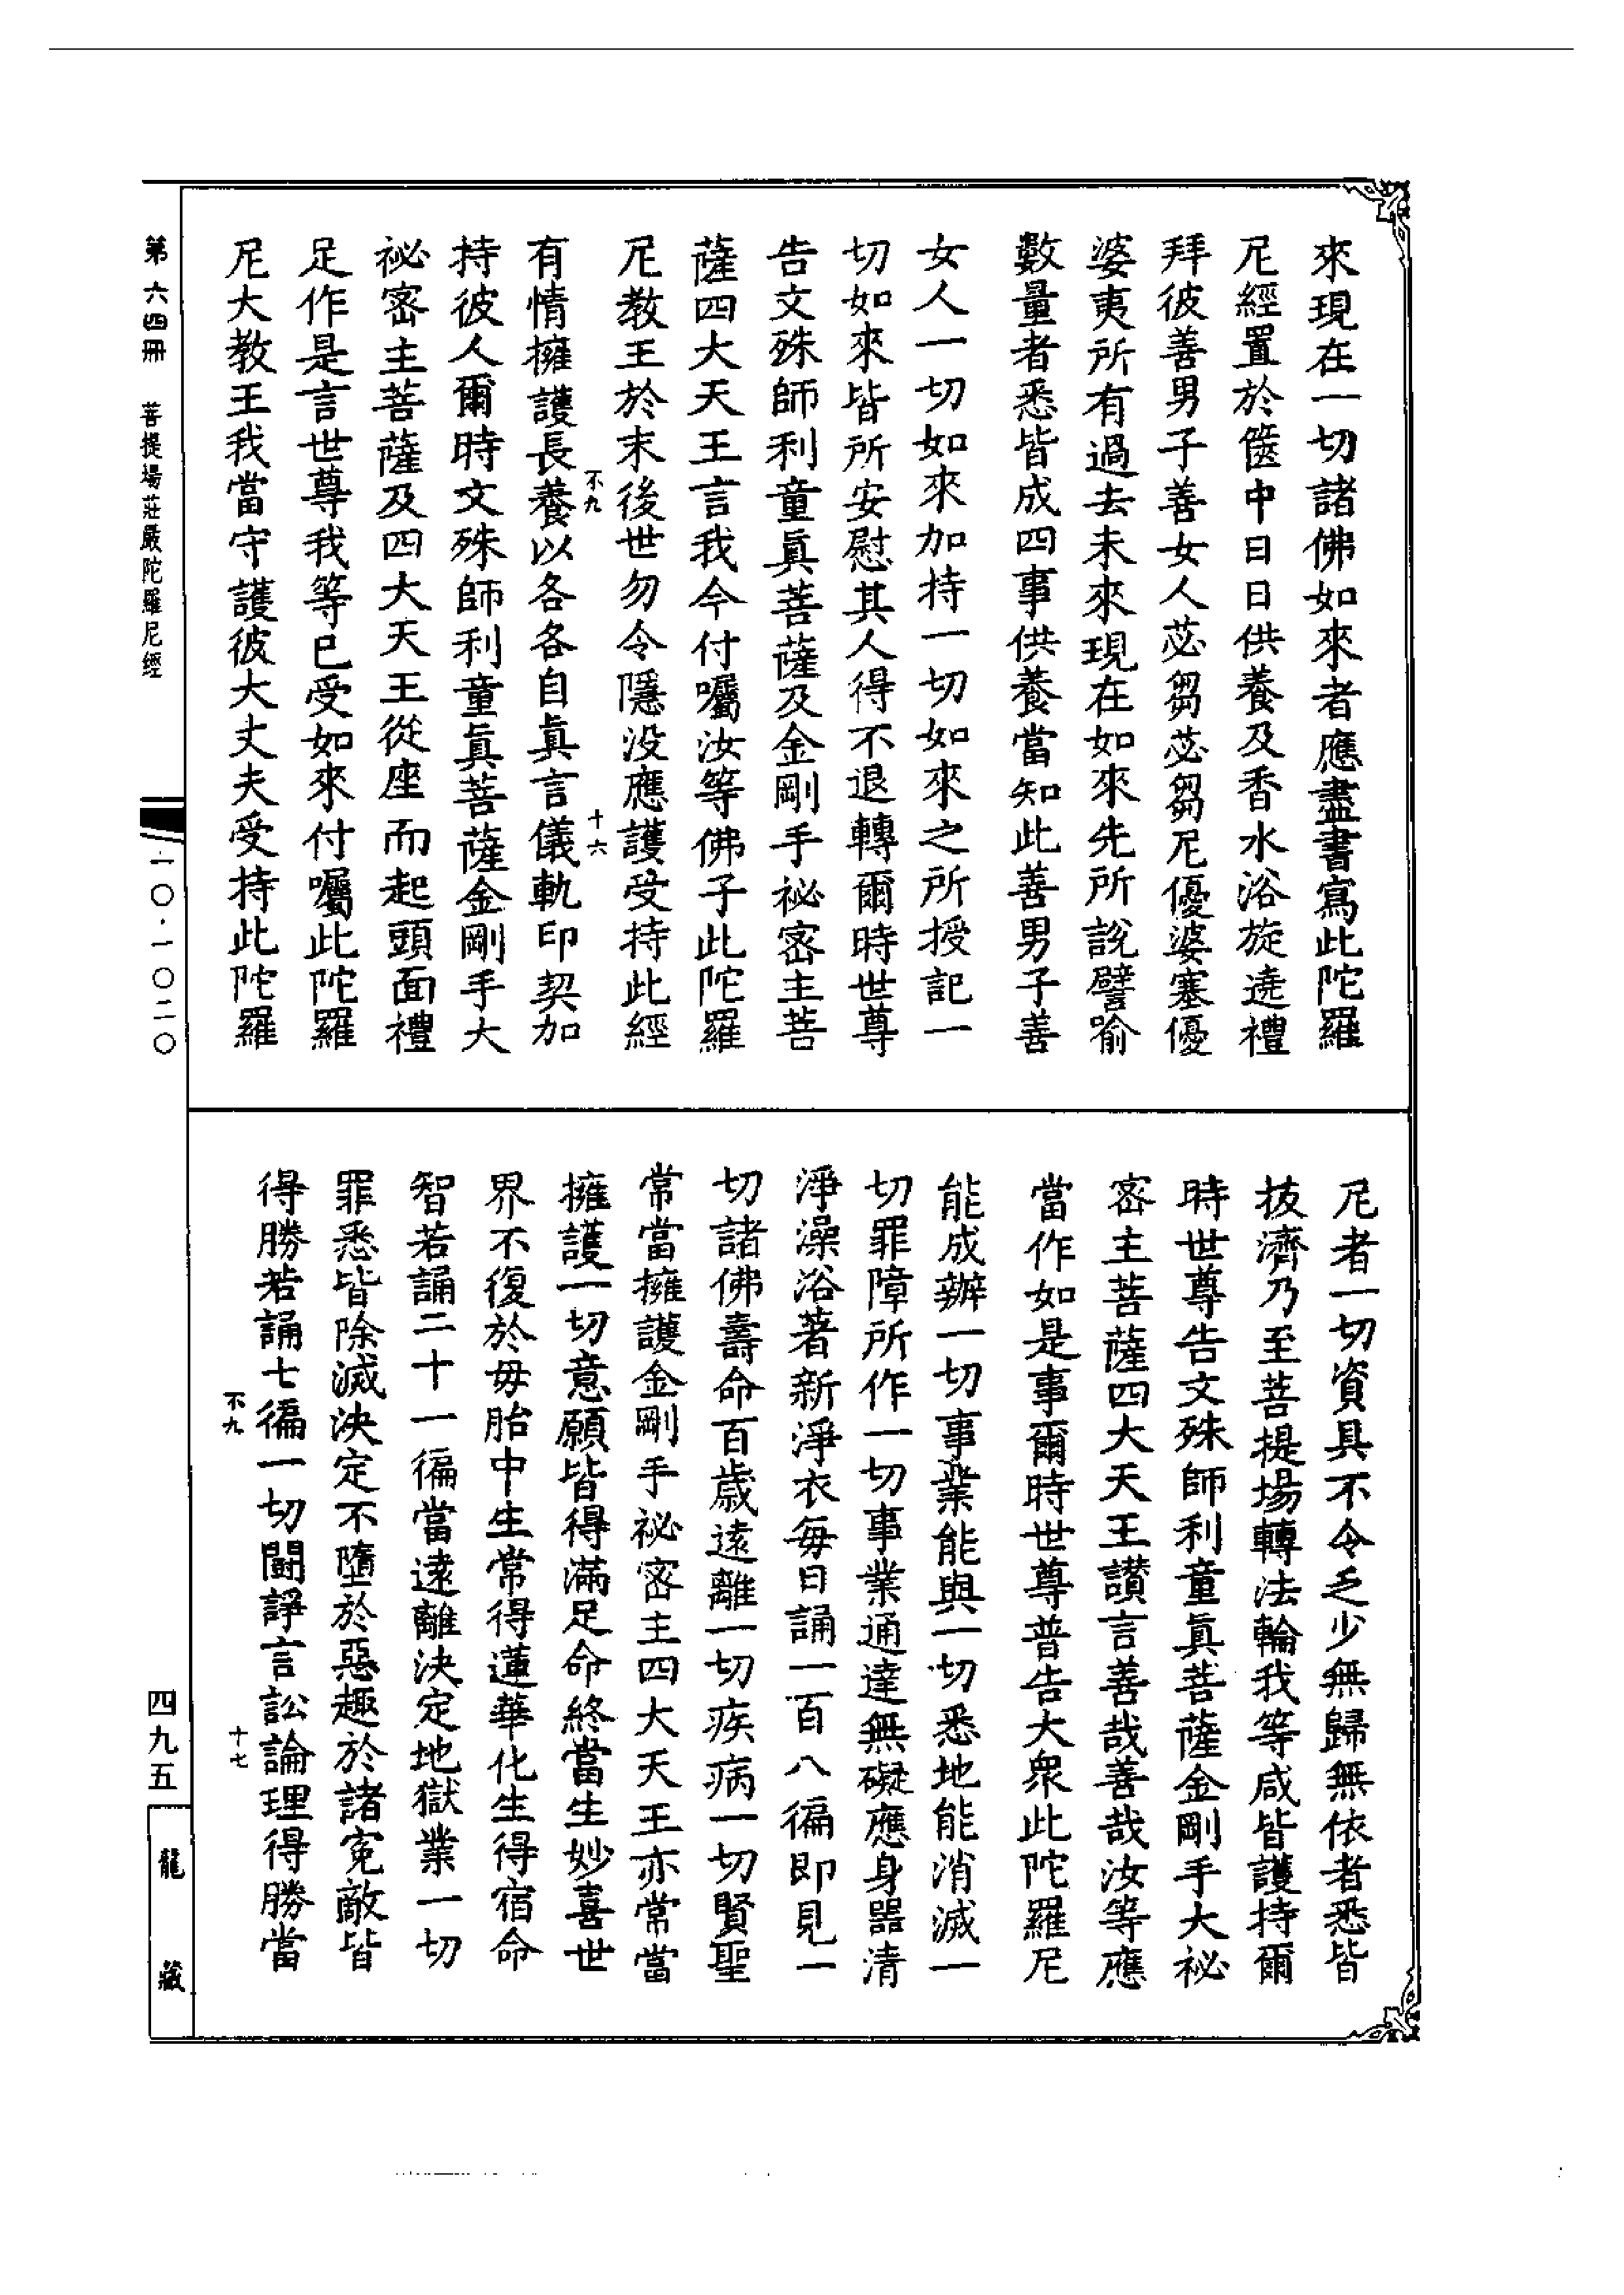 來現在一切諸佛如來者應盡書寫此陀羅
尼經置於篋中日日供養及香水浴旋遶禮
拜彼善男子善女人苾芻苾芻尼優婆塞優
婆夷所有過去未來現在如來先所說譬喻
數量者悉皆成四事供養當知此善男子善
女人一切如來加持一切如來之所授記一
切如來皆所安慰其人得不退轉爾時世尊
告文殊師利童眞菩薩及金剛手祕密主菩
薩四大天王言我今付囑汝等佛子此陀羅
尼教王於末後世勿令隱沒應護受持此經
不九 十六
有情擁護長養以各各自眞言儀軌印契加
持彼人爾時文殊師利童眞菩薩金剛手大
祕密主菩薩及四大天王從座而起頭面禮
足作是言世尊我等已受如來付囑此陀羅
尼大教王我當守護彼大丈夫受持此陀羅
尼者一切資具不令乏少無歸無依者悉皆
拔濟乃至菩提場轉法輪我等咸皆護持爾
時世尊告文殊師利童眞菩薩金剛手大祕
密主菩薩四大天王讚言善哉善哉汝等應
當作如是事爾時世尊普告大衆此陀羅尼
能成辦一切事業能與一切悉地能消滅一
切罪障所作一切事業通達無礙應身器清
淨澡浴著新淨衣每日誦一百八徧即見一
切諸佛壽命百歲遠離一切疾病一切賢聖
常當擁護金剛手祕密主四大天王亦常當
擁護一切意願皆得滿足命終當生妙喜世
界不復於母胎中生常得蓮華化生得宿命
智若誦二十一徧當遠離決定地獄業一切
罪悉皆除滅決定不墮於惡趣於諸寃敵皆
得勝若誦七徧一切鬪諍言訟論理得勝當
不九 十七
第六四冊 菩提場莊嚴陀羅尼經
一〇·一〇二〇
四九五
龍藏